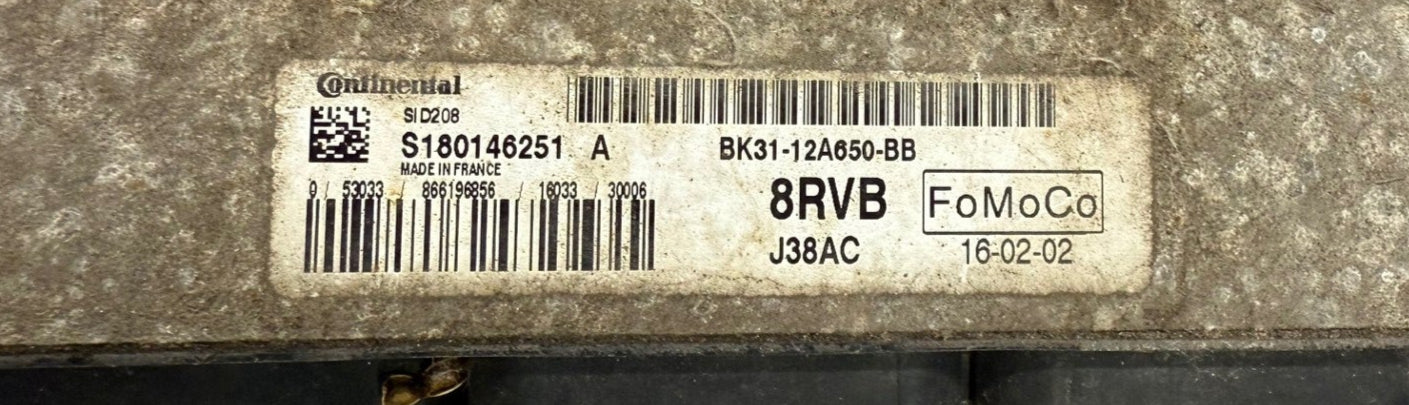 Continental
SID208
S180146251 A
MADE IN FRANCE
0 / 53033 / 866196856 / 16033 / 30006
BK31-12A650-BB
8RVB
FoMoCo
J38AC
16-02-02